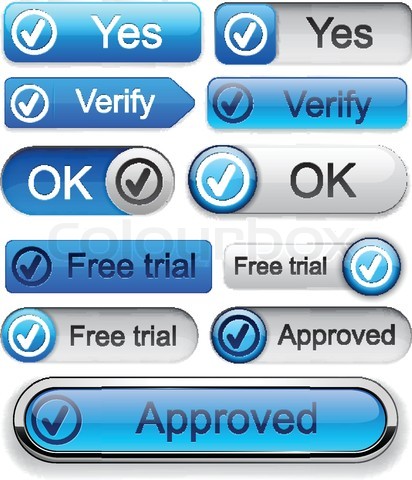 Yes
Yes
Verify
Verify
OK
OK
Free trial
Free trial
Free trial
Approved
Approved
Colourbox